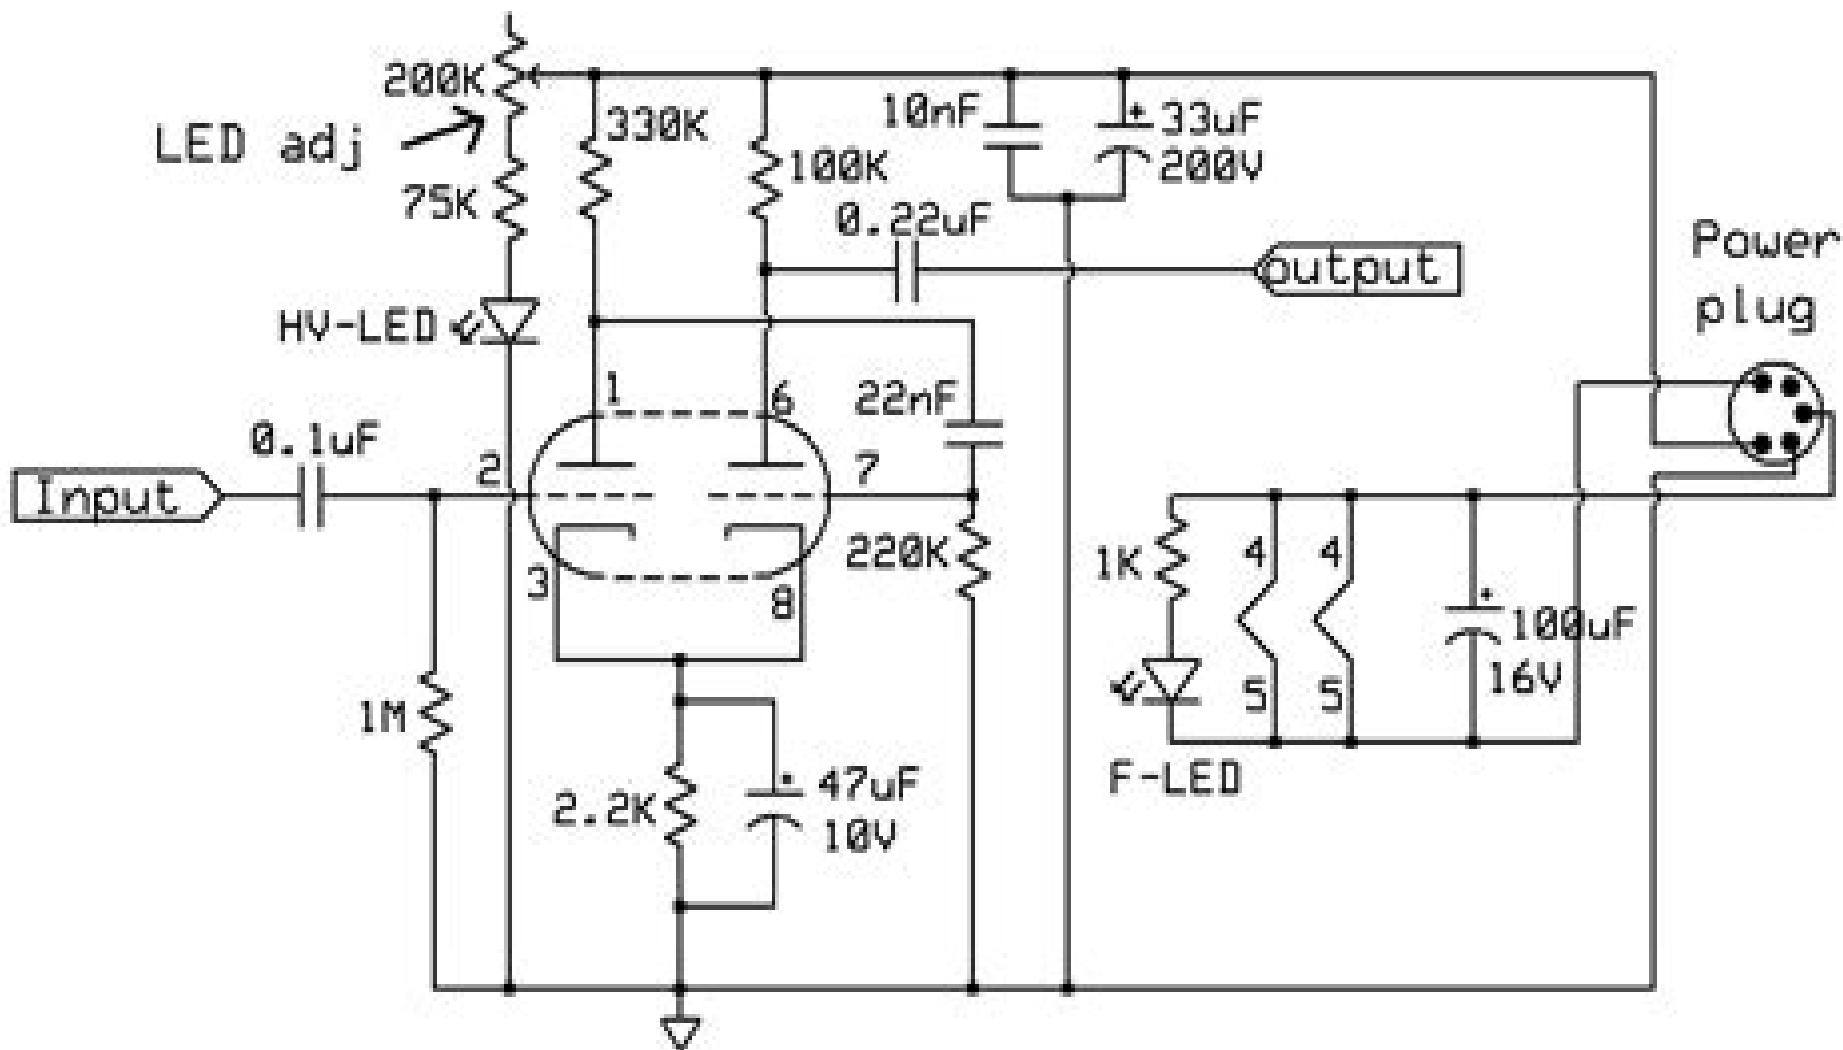 200K
LED adj
75K
HV-LED
330K
100K
10nF
+
33uF
200V
0.22uF
output
Power
plug
0.1uF
Input
1
2
3
6
7
8
22nF
220K
1M
2.2K
47uF
10V
1K
4
5
4
5
100uF
16V
F-LED